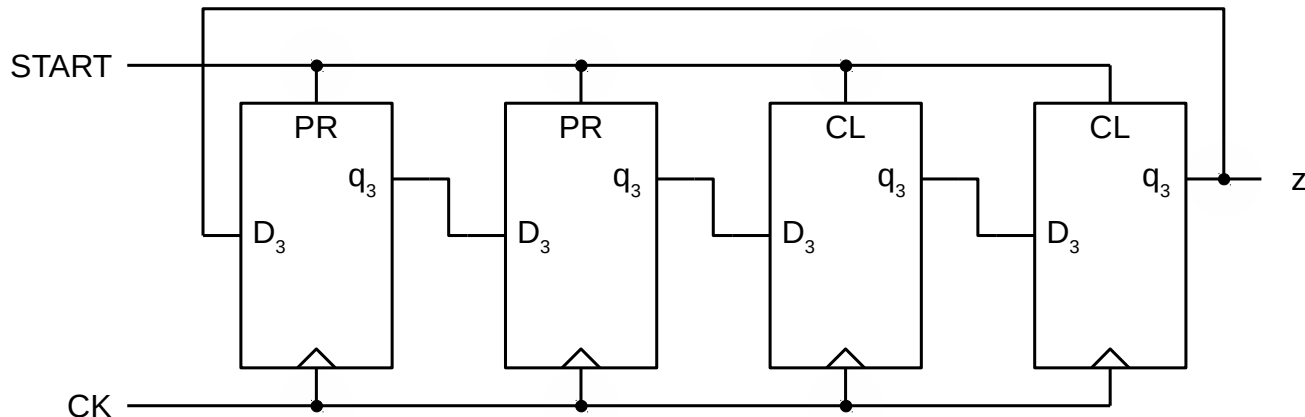 START
PR PR CL CL
q₃ q₃ q₃ q₃ z
D₃ D₃ D₃ D₃
CK